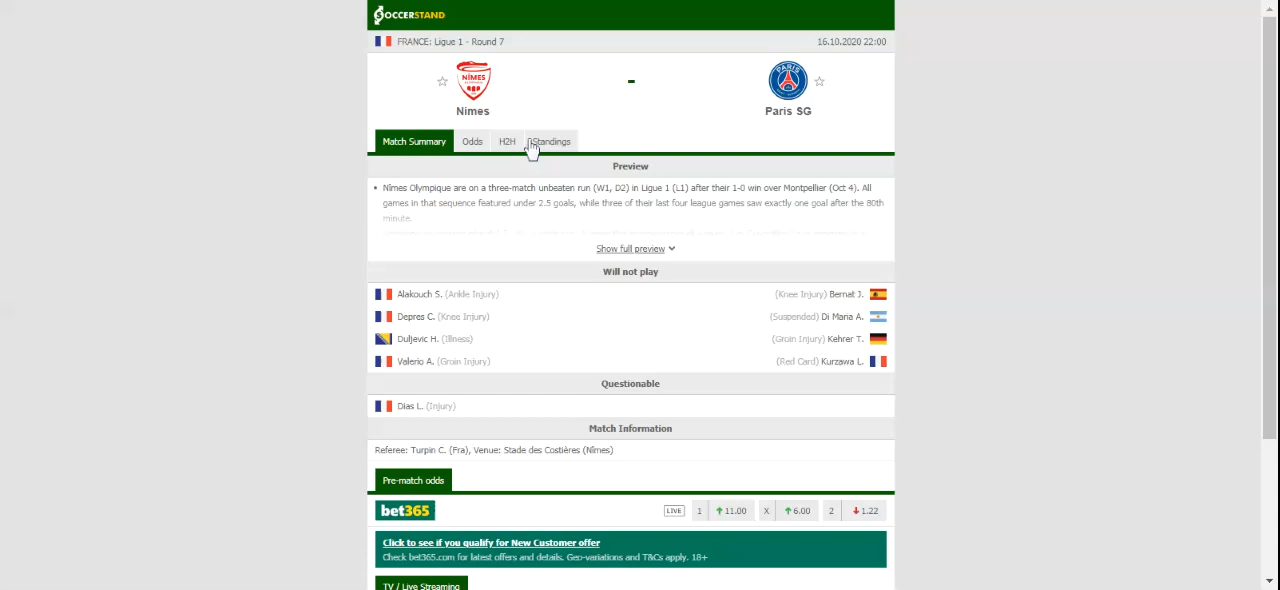 SOCCERSTAND
FRANCE: Ligue 1 - Round 7
16.10.2020 22:00
NÎMES
PARIS
-
Nimes
Paris SG
Match Summary
Odds
H2H
Standings
Preview
• Nîmes Olympique are on a three-match unbeaten run (W1, D2) in Ligue 1 (L1) after their 1-0 win over Montpellier (Oct 4). All
games in that sequence featured under 2.5 goals, while three of their last four league games saw exactly one goal after the 80th
minute.
Show full preview
Will not play
Alakouch S. (Ankle Injury)
(Knee Injury) Bernat J.
Depres C. (Knee Injury)
(Suspended) Di Maria A.
Duljevic H. (Illness)
(Groin Injury) Kehrer T.
Valerio A. (Groin Injury)
(Red Card) Kurzawa L.
Questionable
Dias L. (Injury)
Match Information
Referee: Turpin C. (Fra), Venue: Stade des Costières (Nîmes)
Pre-match odds
bet365
LIVE
1 11.00
X 6.00
2 1.22
Click to see if you qualify for New Customer offer
Check bet365.com for latest offers and details. Geo-variations and T&Cs apply. 18+
TV / Live Streaming